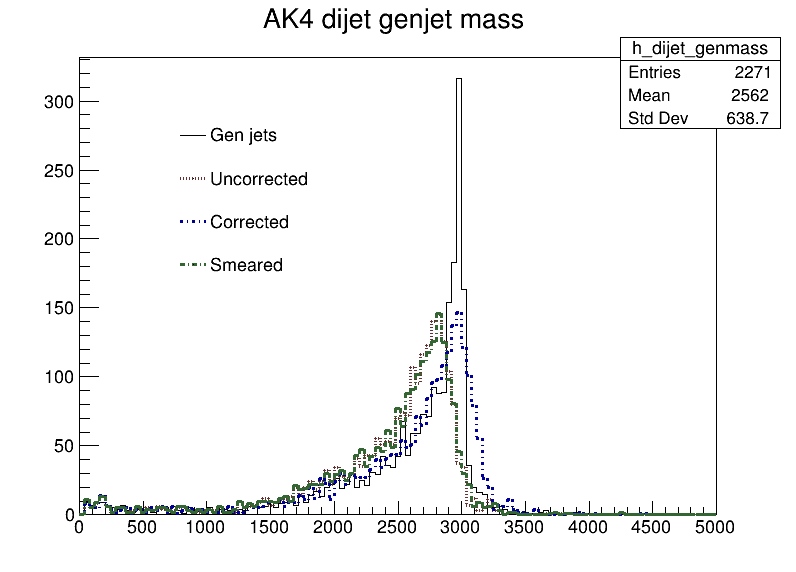 AK4 dijet genjet mass
h_dijet_genmass
Entries 2271
Mean 2562
Std Dev 638.7
Gen jets
Uncorrected
Corrected
Smeared
300
250
200
150
100
50
0
0 500 1000 1500 2000 2500 3000 3500 4000 4500 5000